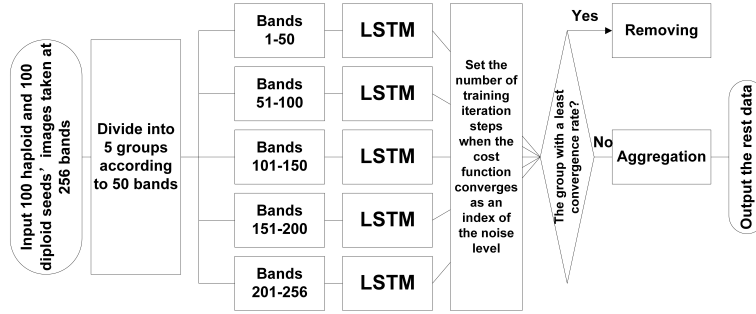 Input 100 haploid and 100
diploid seeds’ images taken at
256 bands
Divide into
5 groups
according
to 50 bands
Bands
1-50
LSTM
Bands
51-100
LSTM
Bands
101-150
LSTM
Bands
151-200
LSTM
Bands
201-256
LSTM
Set the
number of
training
iteration
steps
when the
cost
function
converges
as an
index of
the noise
level
The group with a least
convergence rate?
Yes
Removing
No
Aggregation
Output the rest data